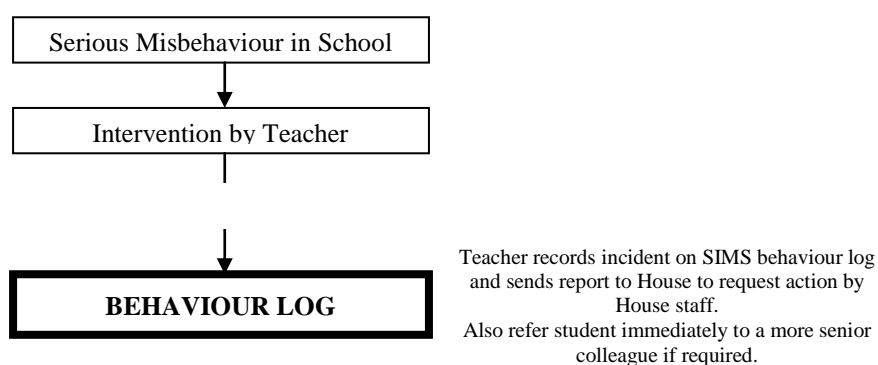 Serious Misbehaviour in School
Intervention by Teacher
BEHAVIOUR LOG
Teacher records incident on SIMS behaviour log
and sends report to House to request action by
House staff.
Also refer student immediately to a more senior
colleague if required.